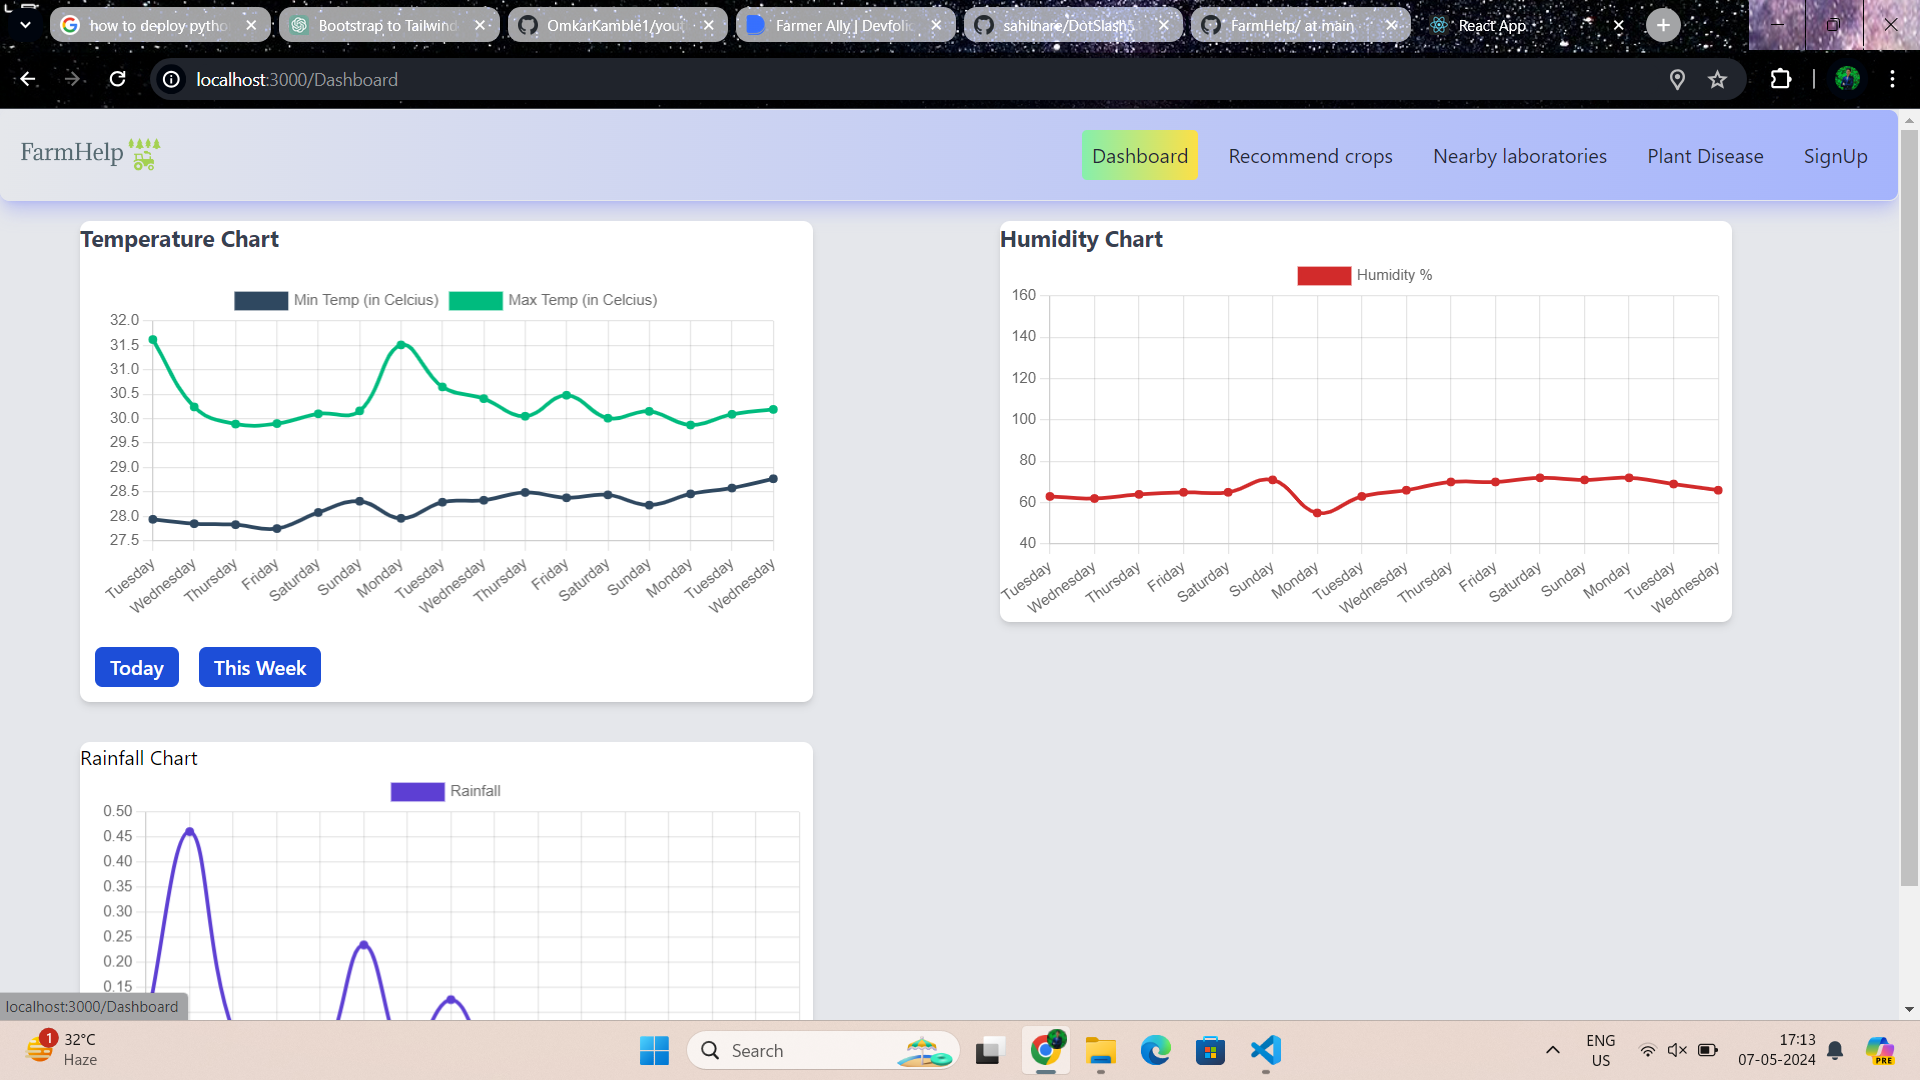 how to deploy pytho
Bootstrap to Tailwind
OmkarKamble1/you
Farmer Ally | Devfolio
sahilnare/DotSlash
FarmHelp/ at main
React App
localhost:3000/Dashboard
FarmHelp
Dashboard
Recommend crops
Nearby laboratories
Plant Disease
SignUp
Temperature Chart
Min Temp (in Celcius)
Max Temp (in Celcius)
32.0
31.5
31.0
30.5
30.0
29.5
29.0
28.5
28.0
27.5
Tuesday
Wednesday
Thursday
Friday
Saturday
Sunday
Monday
Tuesday
Wednesday
Thursday
Friday
Saturday
Sunday
Monday
Tuesday
Wednesday
Today
This Week
Humidity Chart
Humidity %
160
140
120
100
80
60
40
Tuesday
Wednesday
Thursday
Friday
Saturday
Sunday
Monday
Tuesday
Wednesday
Thursday
Friday
Saturday
Sunday
Monday
Tuesday
Wednesday
Rainfall Chart
Rainfall
0.50
0.45
0.40
0.35
0.30
0.25
0.20
0.15
localhost:3000/Dashboard
1
32°C
Haze
Search
ENG
US
17:13
07-05-2024
PRE